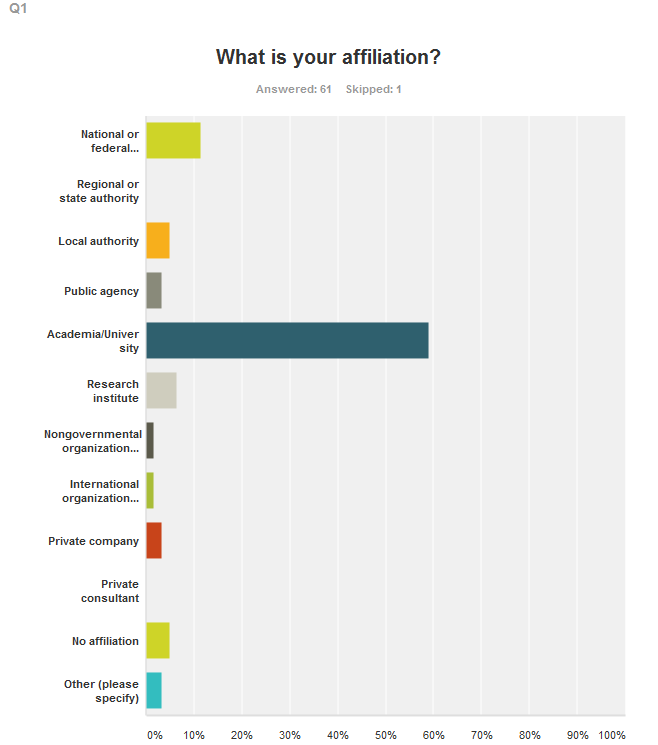 Q1
What is your affiliation?
Answered: 61 Skipped: 1
National or
federal...
Regional or
state authority
Local authority
Public agency
Academia/Univer
sity
Research
institute
Nongovernmental
organization...
International
organization...
Private company
Private
consultant
No affiliation
Other (please
specify)
0% 10% 20% 30% 40% 50% 60% 70% 80% 90% 100%